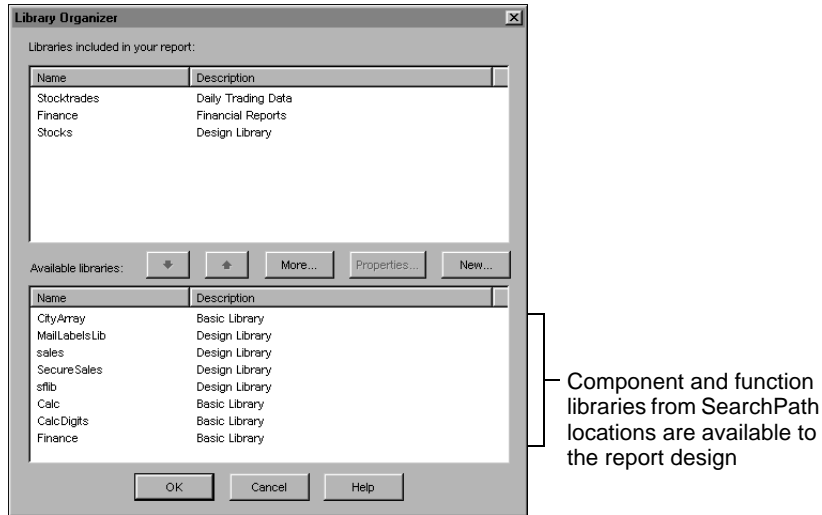 Library Organizer
Libraries included in your report:
Name Description
Stocktrades Daily Trading Data
Finance Financial Reports
Stocks Design Library
Available libraries: More... Properties... New...
Name Description
CityArray Basic Library
MailLabelsLib Design Library
sales Design Library
SecureSales Design Library
sflib Design Library
Calc Basic Library
CalcDigits Basic Library
Finance Basic Library
OK Cancel Help
Component and function
libraries from SearchPath
locations are available to
the report design